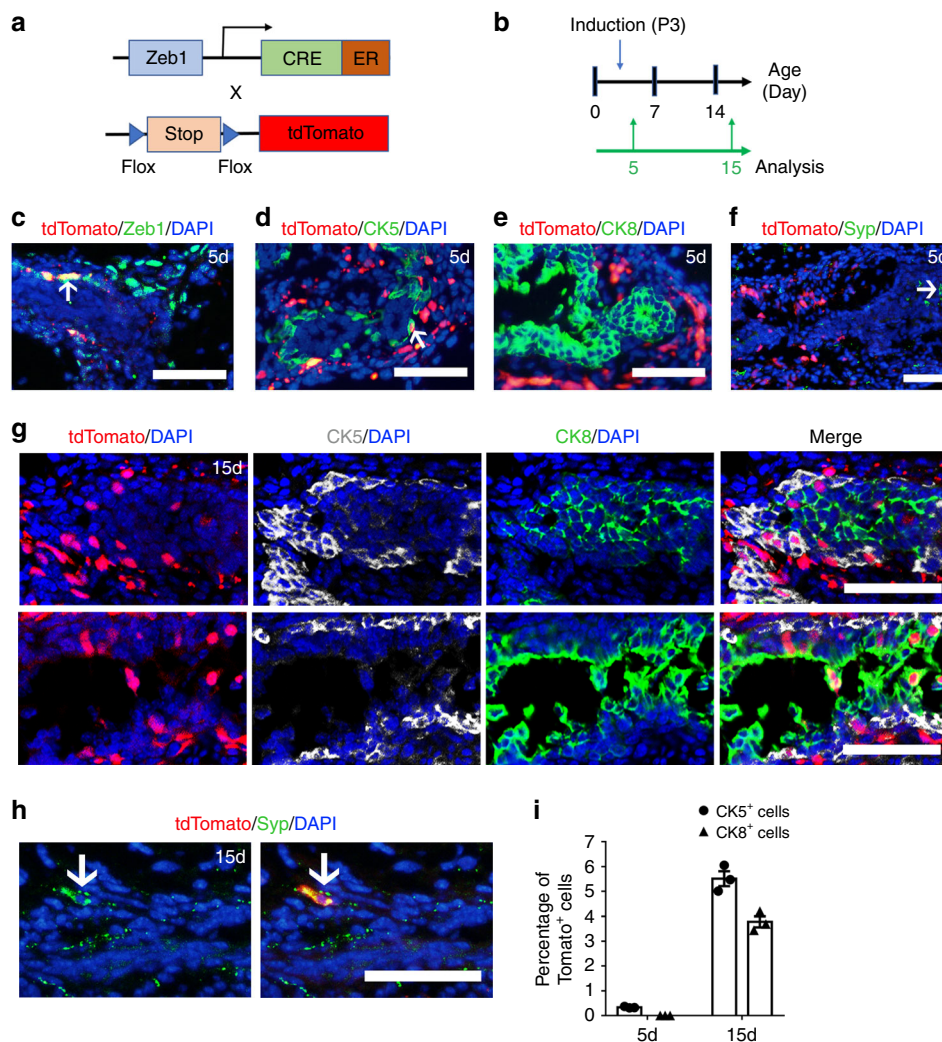 a
Zeb1
CRE
ER
X
Stop
tdTomato
Flox
Flox
b
Induction (P3)
Age
(Day)
0
7
14
5
15
Analysis
c
tdTomato/Zeb1/DAPI
5d
d
tdTomato/CK5/DAPI
5d
e
tdTomato/CK8/DAPI
5d
f
tdTomato/Syp/DAPI
5d
g
tdTomato/DAPI
CK5/DAPI
CK8/DAPI
Merge
15d
h
tdTomato/Syp/DAPI
15d
i
CK5+ cells
CK8+ cells
Percentage of
Tomato+ cells
7
6
5
4
3
2
1
0
5d
15d